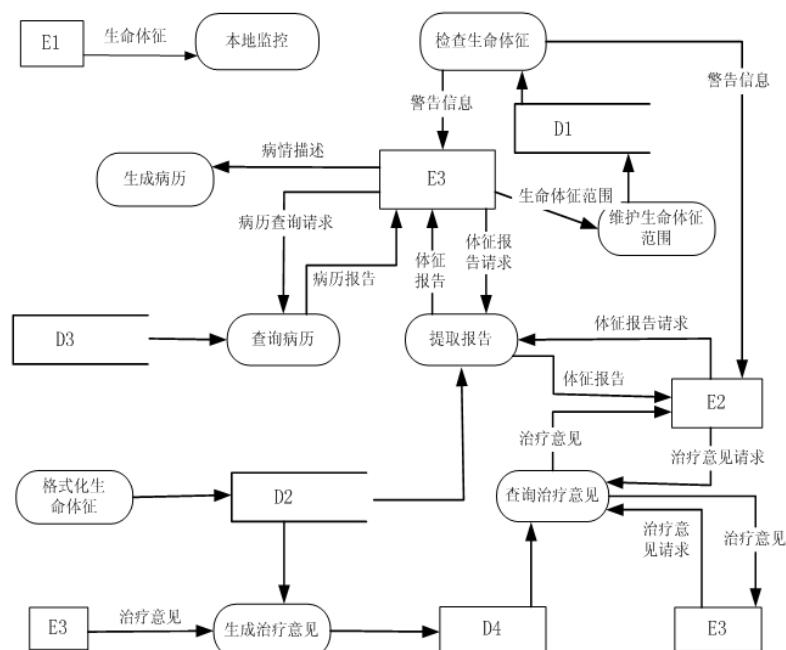 E1
生命体征
本地监控
检查生命体征
警告信息
警告信息
D1
病情描述
生成病历
E3
生命体征范围
维护生命体征
范围
病历查询请求
体征
报告
体征报
告请求
病历报告
D3
查询病历
提取报告
体征报告请求
体征报告
E2
治疗意见
治疗意见请求
格式化生
命体征
D2
查询治疗意见
治疗意
见请求
治疗意见
E3
治疗意见
生成治疗意见
D4
E3